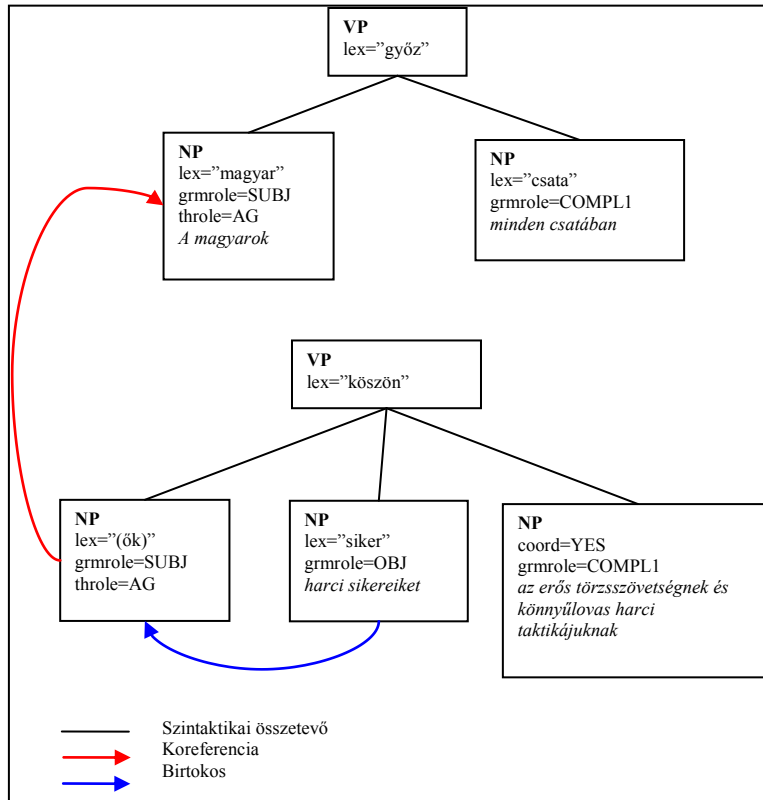 VP
lex=”győz”
NP
lex=”magyar”
grmrole=SUBJ
throle=AG
A magyarok
NP
lex=”csata”
grmrole=COMPL1
minden csatában
VP
lex=”köszön”
NP
lex=”(ők)”
grmrole=SUBJ
throle=AG
NP
lex=”siker”
grmrole=OBJ
harci sikereiket
NP
coord=YES
grmrole=COMPL1
az erős törzsszövetségnek és
könnyűlovas harci
taktikájuknak
Szintaktikai összetevő
Koreferencia
Birtokos